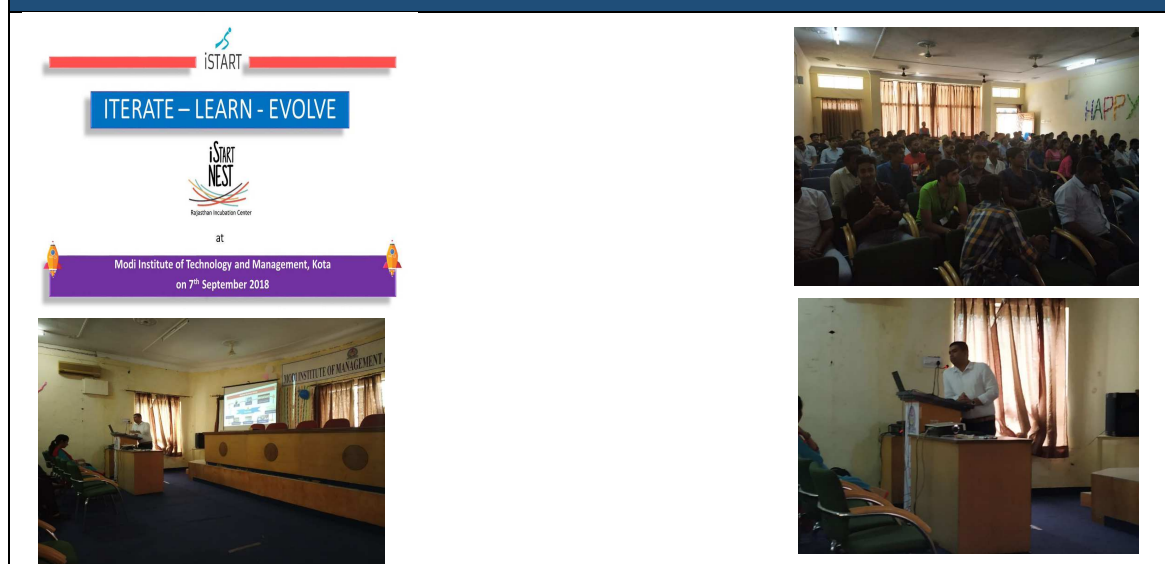 iSTART
ITERATE – LEARN - EVOLVE
iSTART
NEST
Rajasthan Incubation Center
at
Modi Institute of Technology and Management, Kota
on 7th September 2018
HAPPY
MODI INSTITUTE OF MANAGEMENT